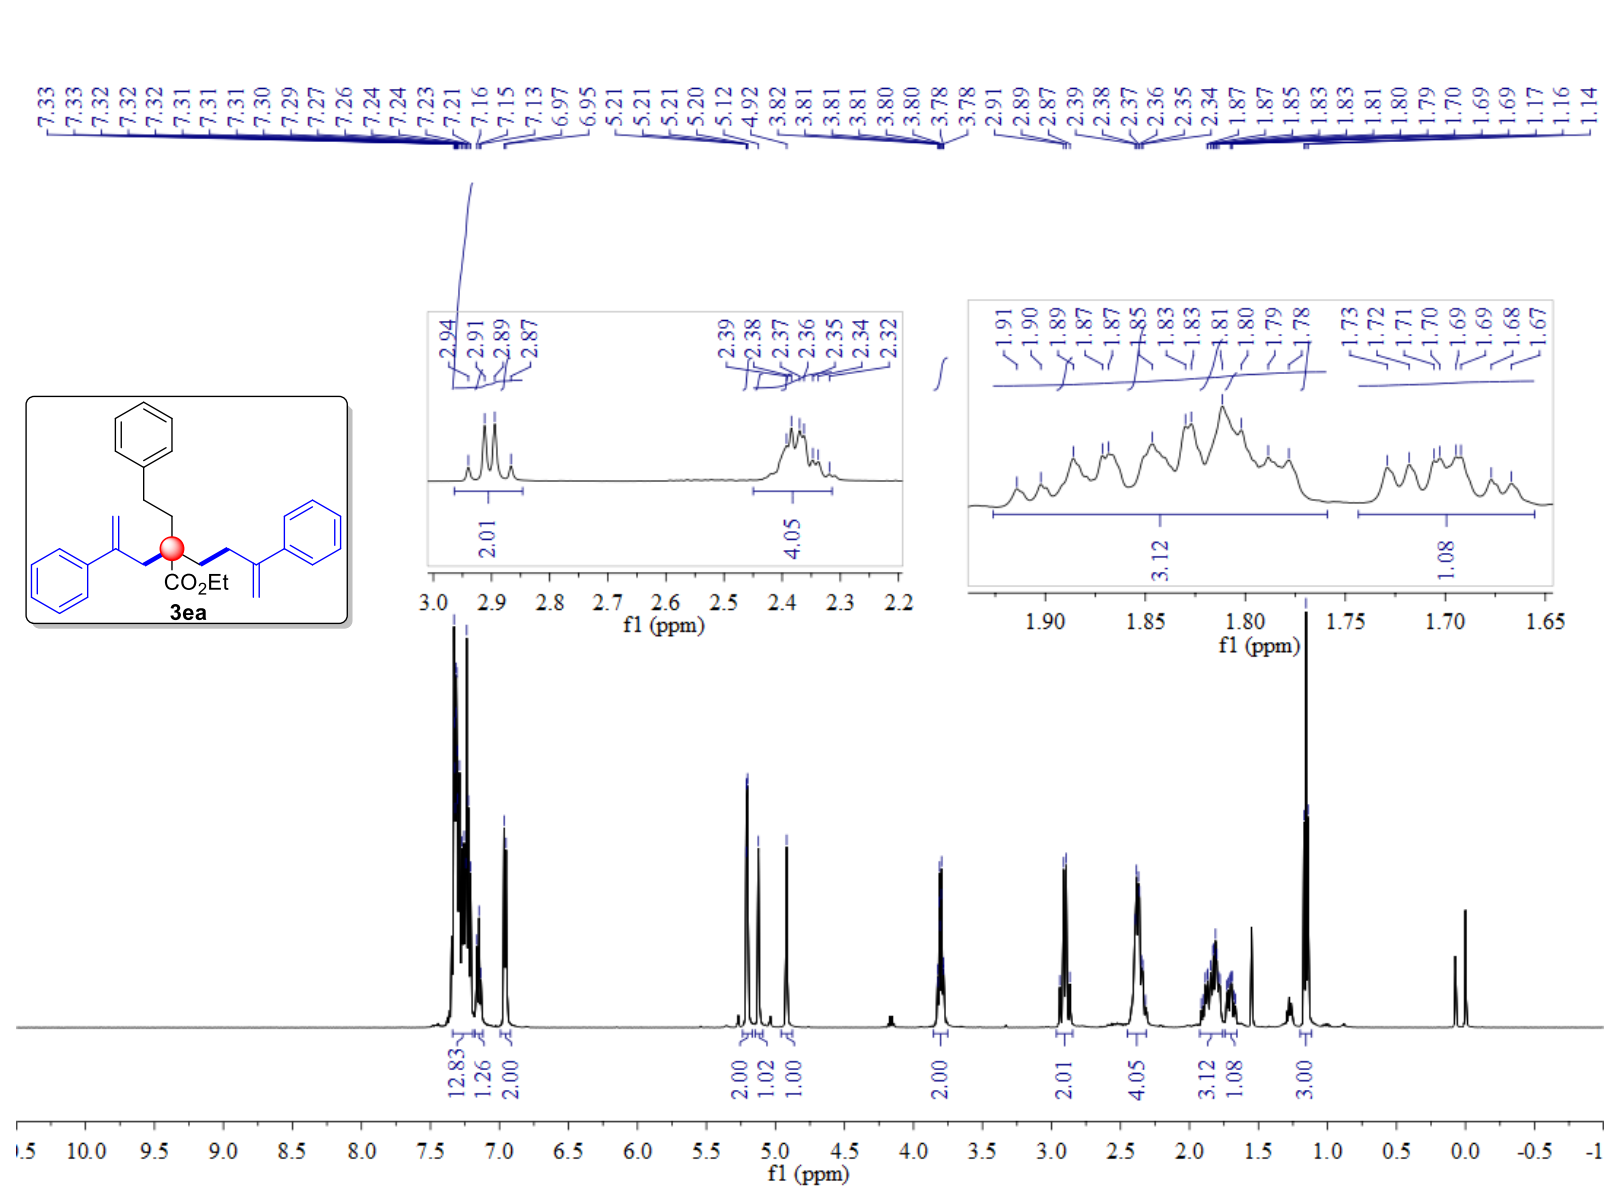 7.33 7.33 7.32 7.32 7.32 7.31 7.31 7.31 7.30 7.29 7.27 7.26 7.24 7.24 7.23 7.21 7.16 7.15 7.13 6.97 6.95 5.21 5.21 5.21 5.20 5.12 4.92 3.82 3.81 3.81 3.81 3.80 3.80 3.78 3.78 2.91 2.89 2.87 2.39 2.38 2.37 2.36 2.35 2.34 1.87 1.87 1.85 1.83 1.83 1.81 1.80 1.79 1.70 1.69 1.69 1.17 1.16 1.14
2.94 2.91 2.89 2.87 2.39 2.38 2.37 2.36 2.35 2.34 2.32
2.01 4.05
3.0 2.9 2.8 2.7 2.6 2.5 2.4 2.3 2.2
f1 (ppm)
1.91 1.90 1.89 1.87 1.87 1.85 1.83 1.83 1.81 1.80 1.79 1.78 1.73 1.72 1.71 1.70 1.69 1.69 1.68 1.67
3.12 1.08
1.90 1.85 1.80 1.75 1.70 1.65
f1 (ppm)
CO2Et
3ea
12.83 1.26 2.00 2.00 1.02 1.00 2.00 2.01 4.05 3.12 1.08 3.00
.5 10.0 9.5 9.0 8.5 8.0 7.5 7.0 6.5 6.0 5.5 5.0 4.5 4.0 3.5 3.0 2.5 2.0 1.5 1.0 0.5 0.0 -0.5 -1
f1 (ppm)